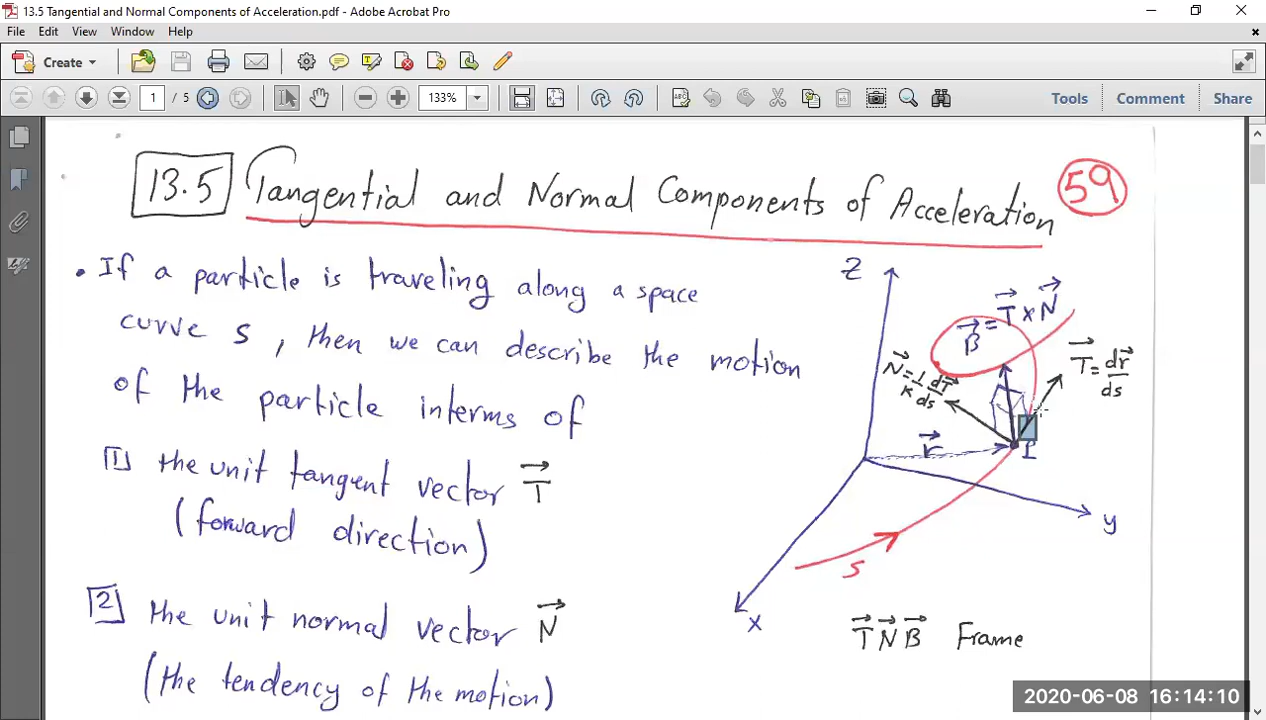 13.5 Tangential and Normal Components of Acceleration.pdf - Adobe Acrobat Pro
File Edit View Window Help
Create
1 / 5 133% Tools Comment Share
13.5 Tangential and Normal Components of Acceleration 59
• If a particle is traveling along a space
curve s, then we can describe the motion
of the particle interms of
[1] the unit tangent vector T⃗
(forward direction)
[2] the unit normal vector N⃗
(the tendency of the motion)
z
B⃗ = T⃗ x N⃗
T⃗ = dr⃗/ds
N⃗ = 1/κ dT⃗/ds
r⃗
y
s
x
T⃗ N⃗ B⃗ Frame
2020-06-08 16:14:10